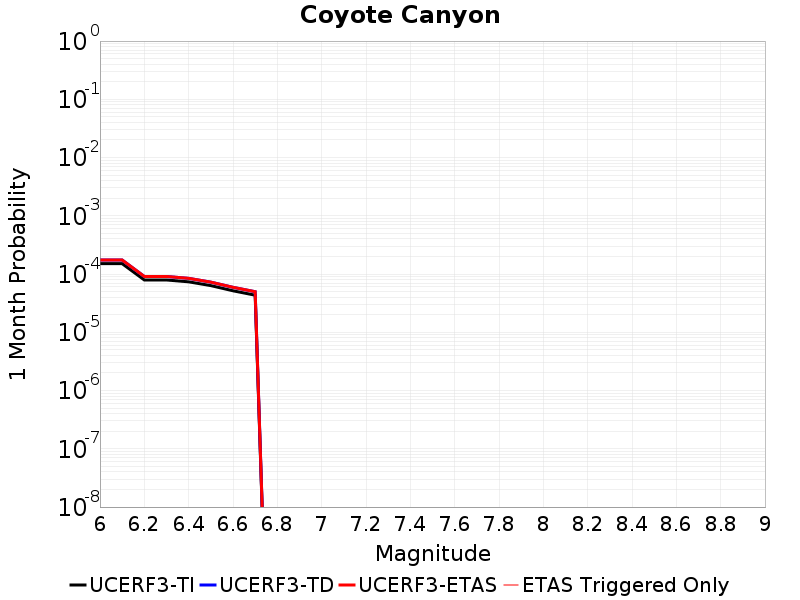 Coyote Canyon
1 Month Probability
10^0
10^-1
10^-2
10^-3
10^-4
10^-5
10^-6
10^-7
10^-8
6 6.2 6.4 6.6 6.8 7 7.2 7.4 7.6 7.8 8 8.2 8.4 8.6 8.8 9
Magnitude
UCERF3-TI UCERF3-TD UCERF3-ETAS ETAS Triggered Only